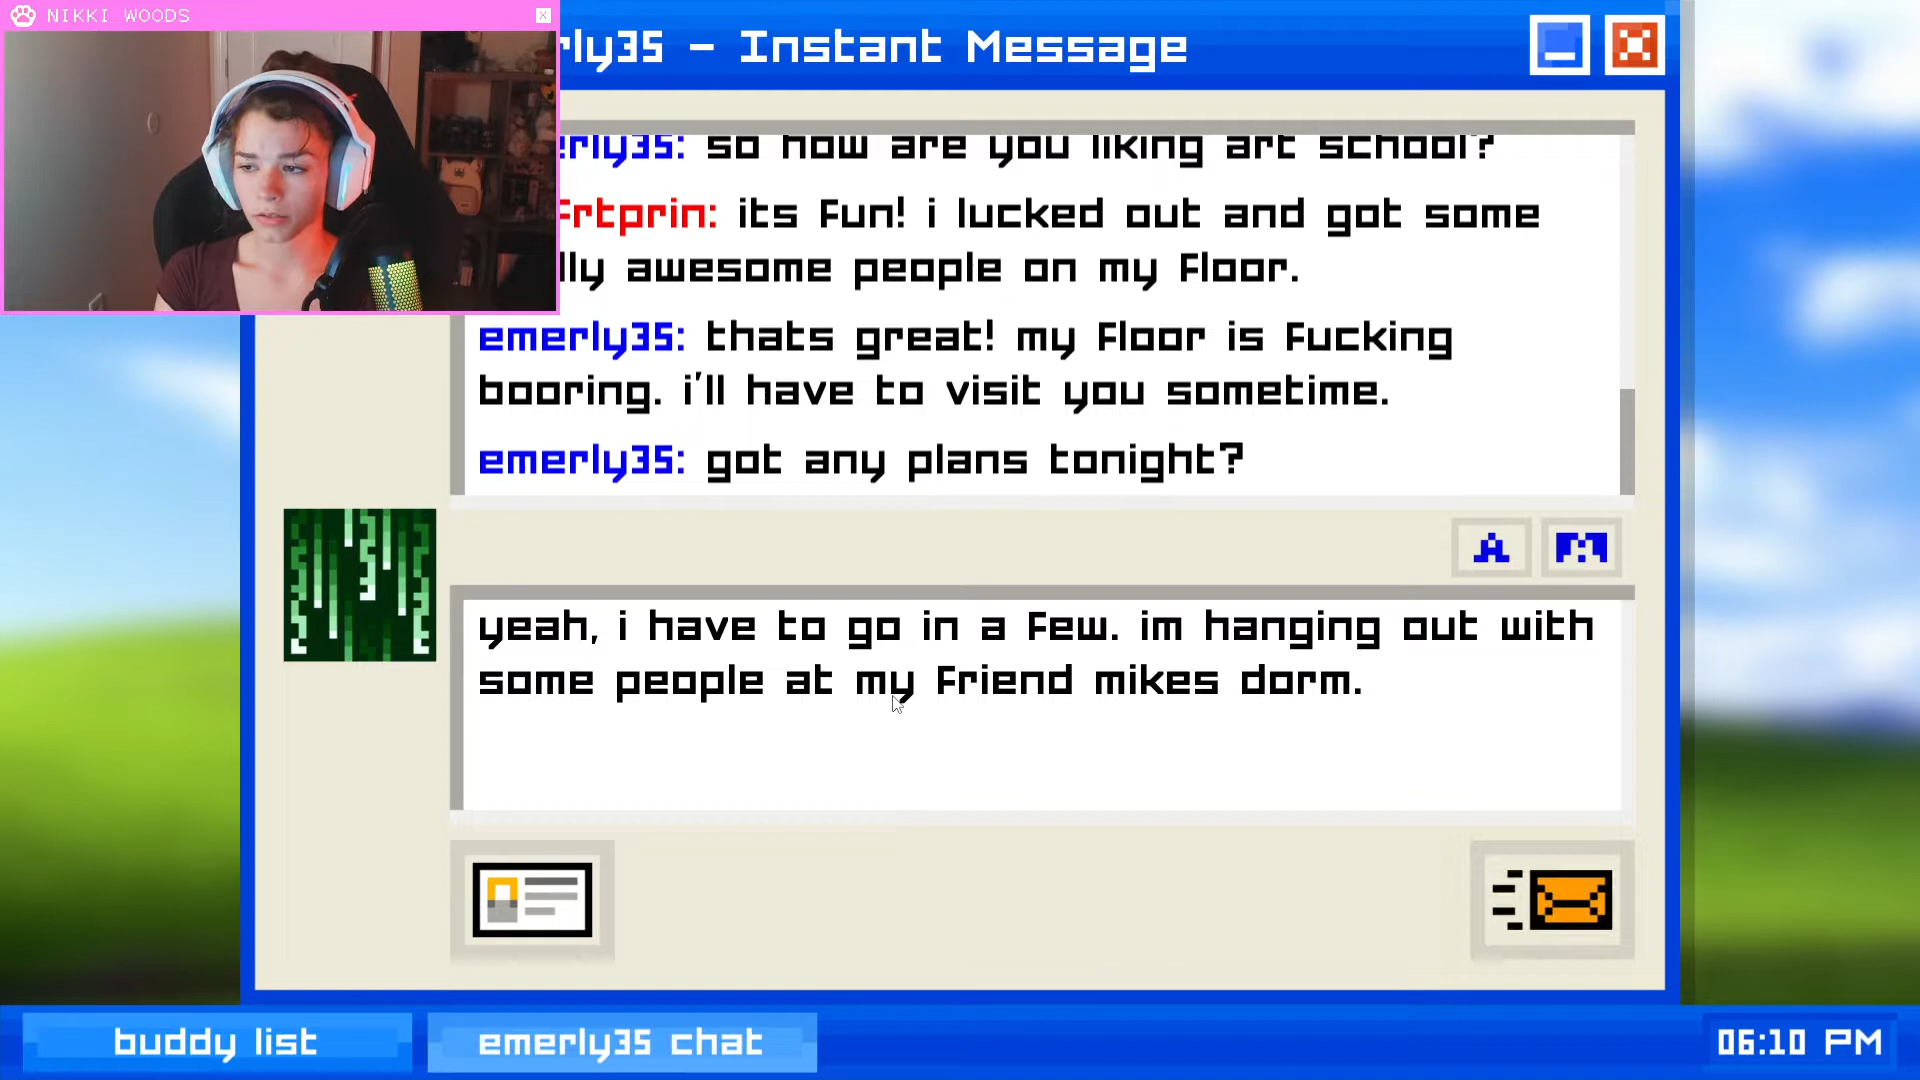 NIKKI WOODS
rly35 - Instant Message
erly35: so how are you liking art school?
Frtprin: its Fun! i lucked out and got some
lly awesome people on my Floor.
emerly35: thats great! my Floor is Fucking
booring. i'll have to visit you sometime.
emerly35: got any plans tonight?
A
yeah, i have to go in a Few. im hanging out with
some people at my Friend mikes dorm.
buddy list
emerly35 chat
06:10 PM